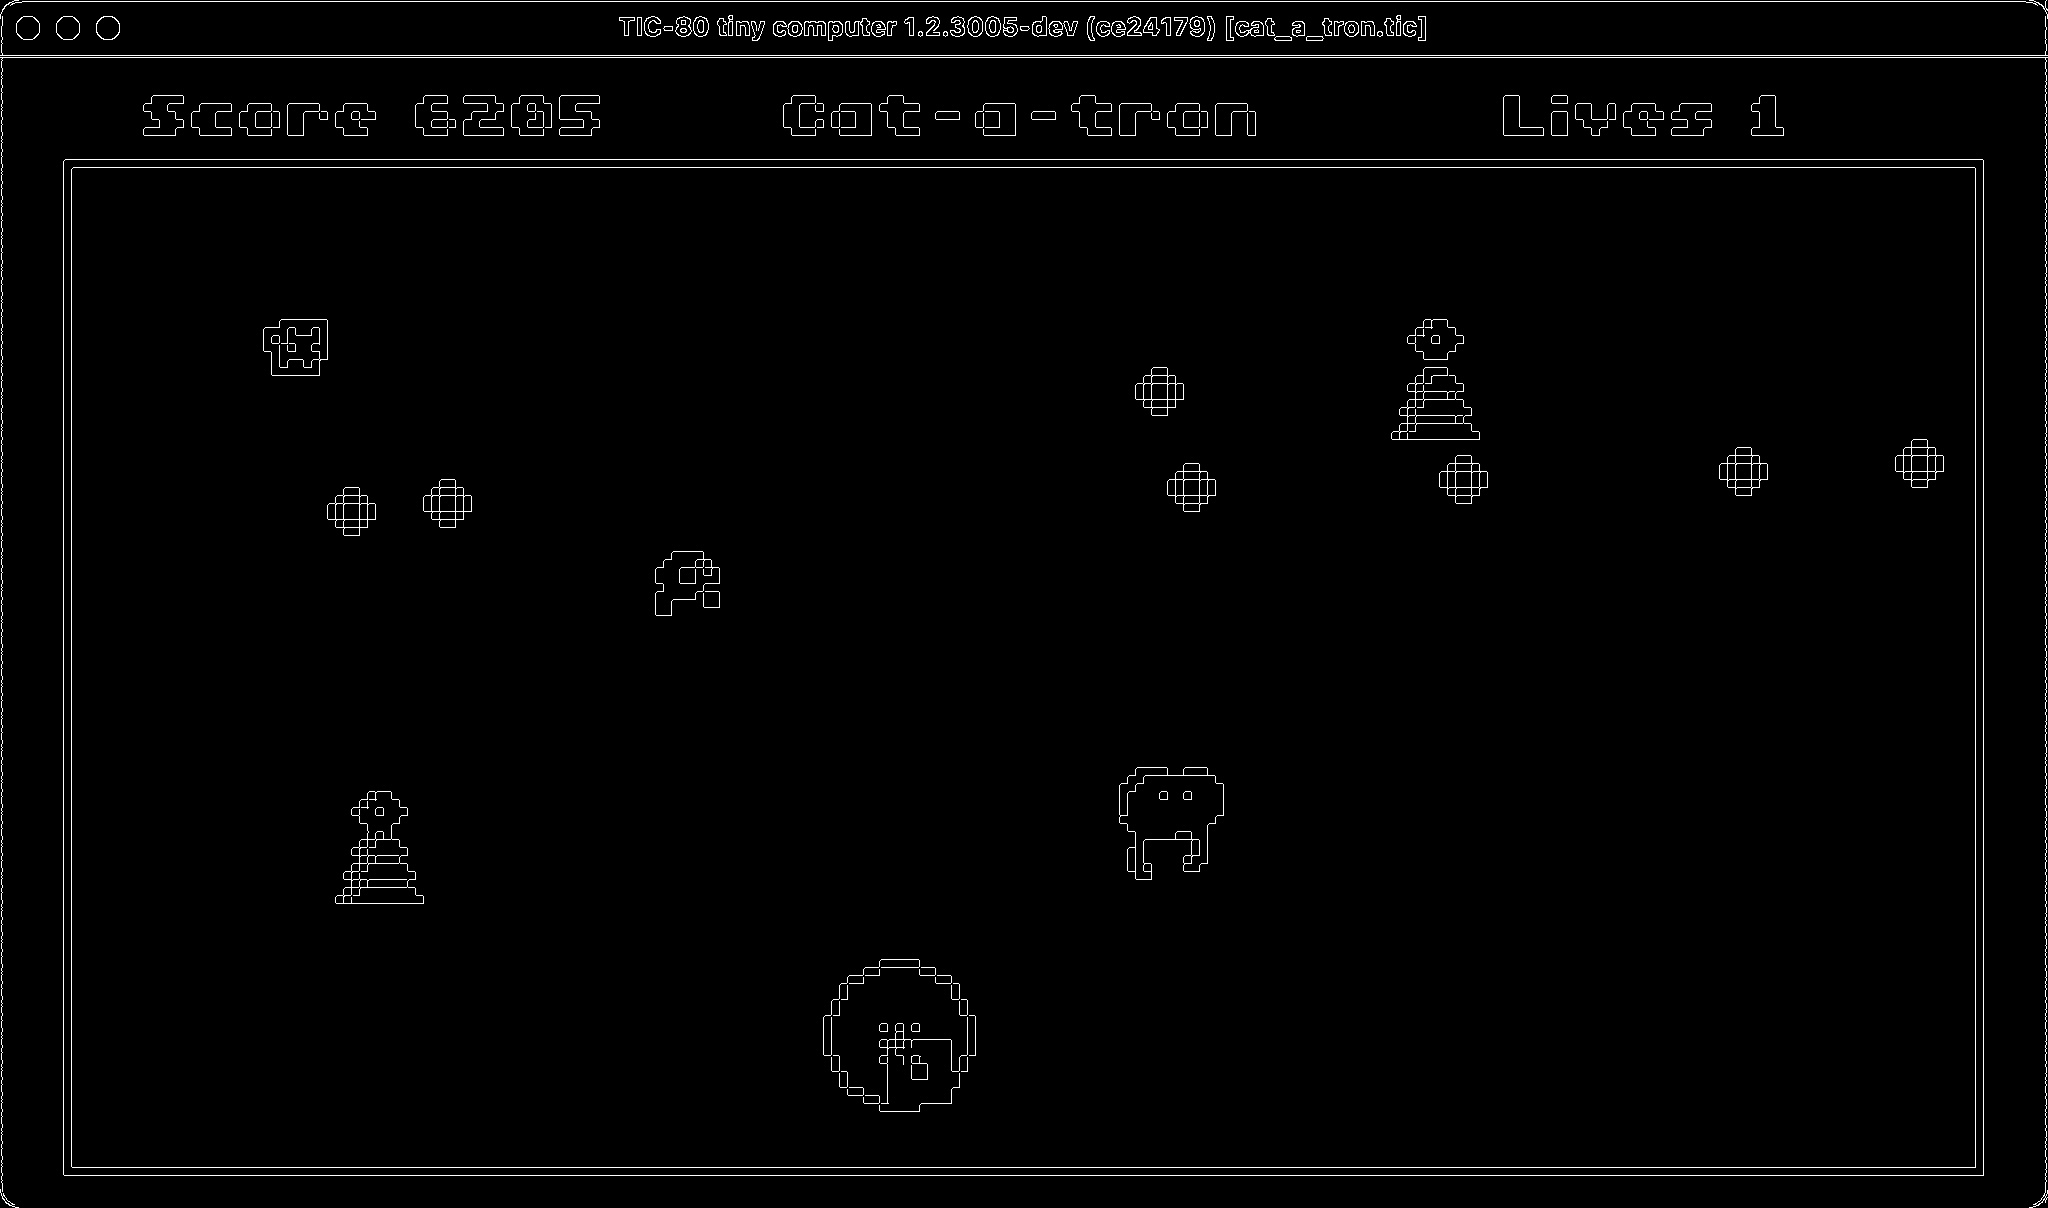 TIC-80 tiny computer 1.2.3005-dev (ce24179) [cat_a_tron.tic]
Score 6205 Cat-a-tron Lives 1